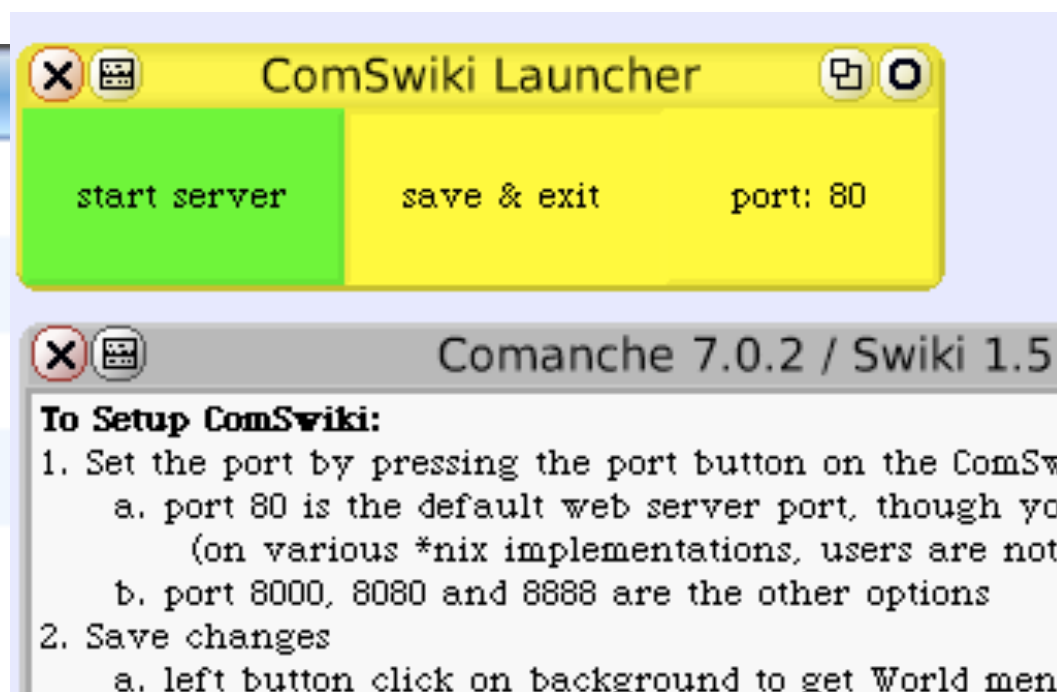 ComSwiki Launcher
start server save & exit port: 80
Comanche 7.0.2 / Swiki 1.5
To Setup ComSwiki:
1. Set the port by pressing the port button on the
a. port 80 is the default web server port, though
(on various *nix implementations, users are not
b. port 8000, 8080 and 8888 are the other options
2. Save changes
a. left button click on background to get World